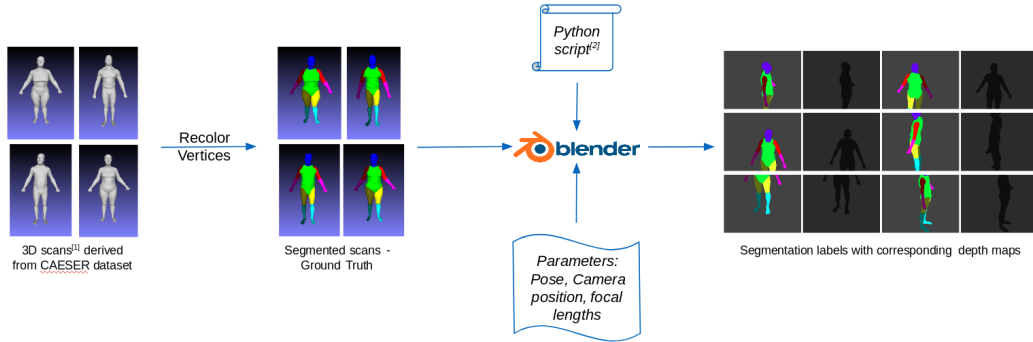 Python
script[2]
Recolor
Vertices
blender
3D scans[1] derived
from CAESER dataset
Segmented scans -
Ground Truth
Parameters:
Pose, Camera
position, focal
lengths
Segmentation labels with corresponding depth maps